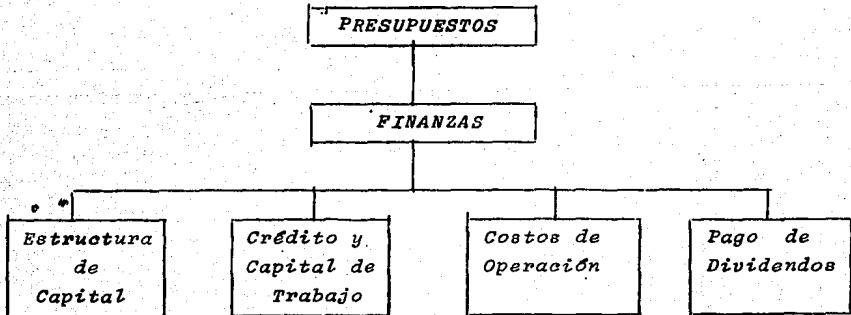 PRESUPUESTOS
FINANZAS
Estructura
de
Capital
Crédito y
Capital de
Trabajo
Costos de
Operación
Pago de
Dividendos